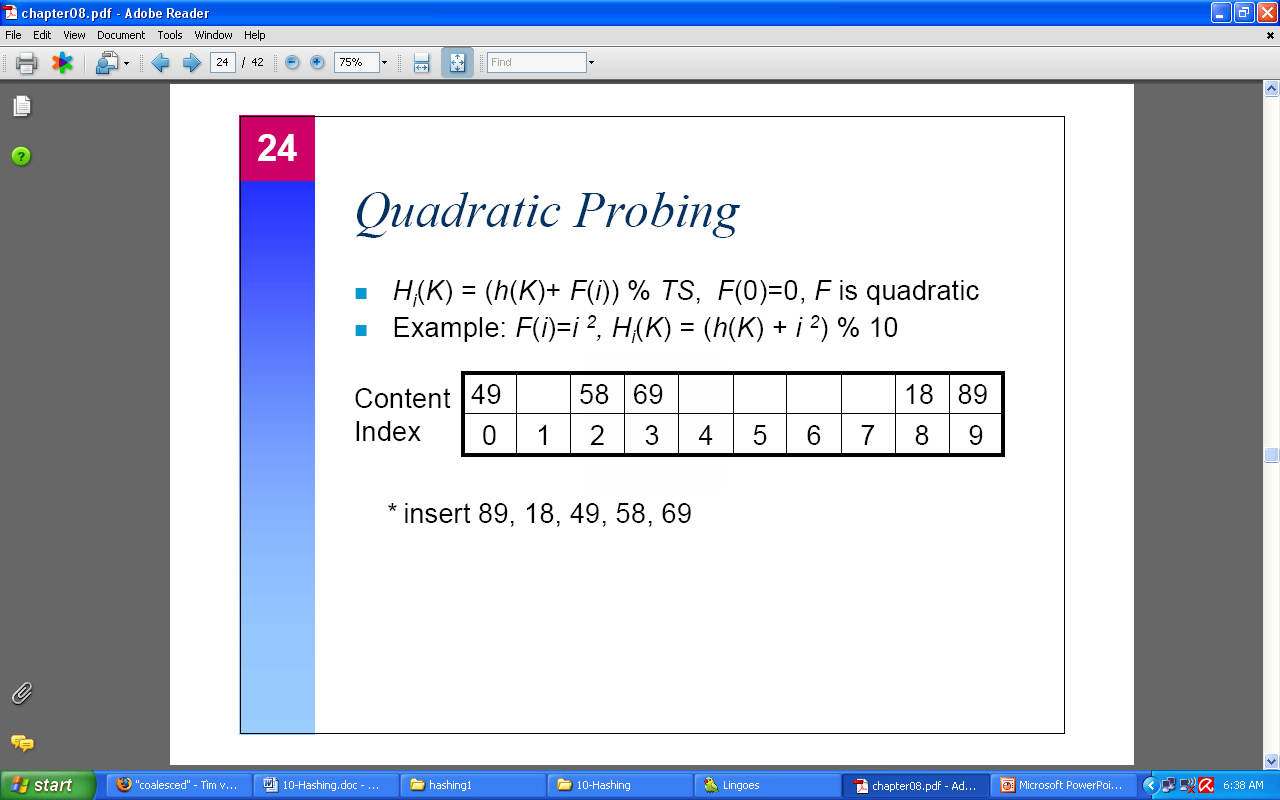 chapter08.pdf - Adobe Reader
File Edit View Document Tools Window Help
24 / 42 75% Find
24
Quadratic Probing
Hᵢ(K) = (h(K)+ F(i)) % TS, F(0)=0, F is quadratic
Example: F(i)=i ², Hᵢ(K) = (h(K) + i ²) % 10
Content 49 58 69 18 89
Index 0 1 2 3 4 5 6 7 8 9
* insert 89, 18, 49, 58, 69
start "coalesced" - Tim v... 10-Hashing.doc - ... hashing1 10-Hashing Lingoes chapter08.pdf - Ad... Microsoft PowerPoi... 6:38 AM